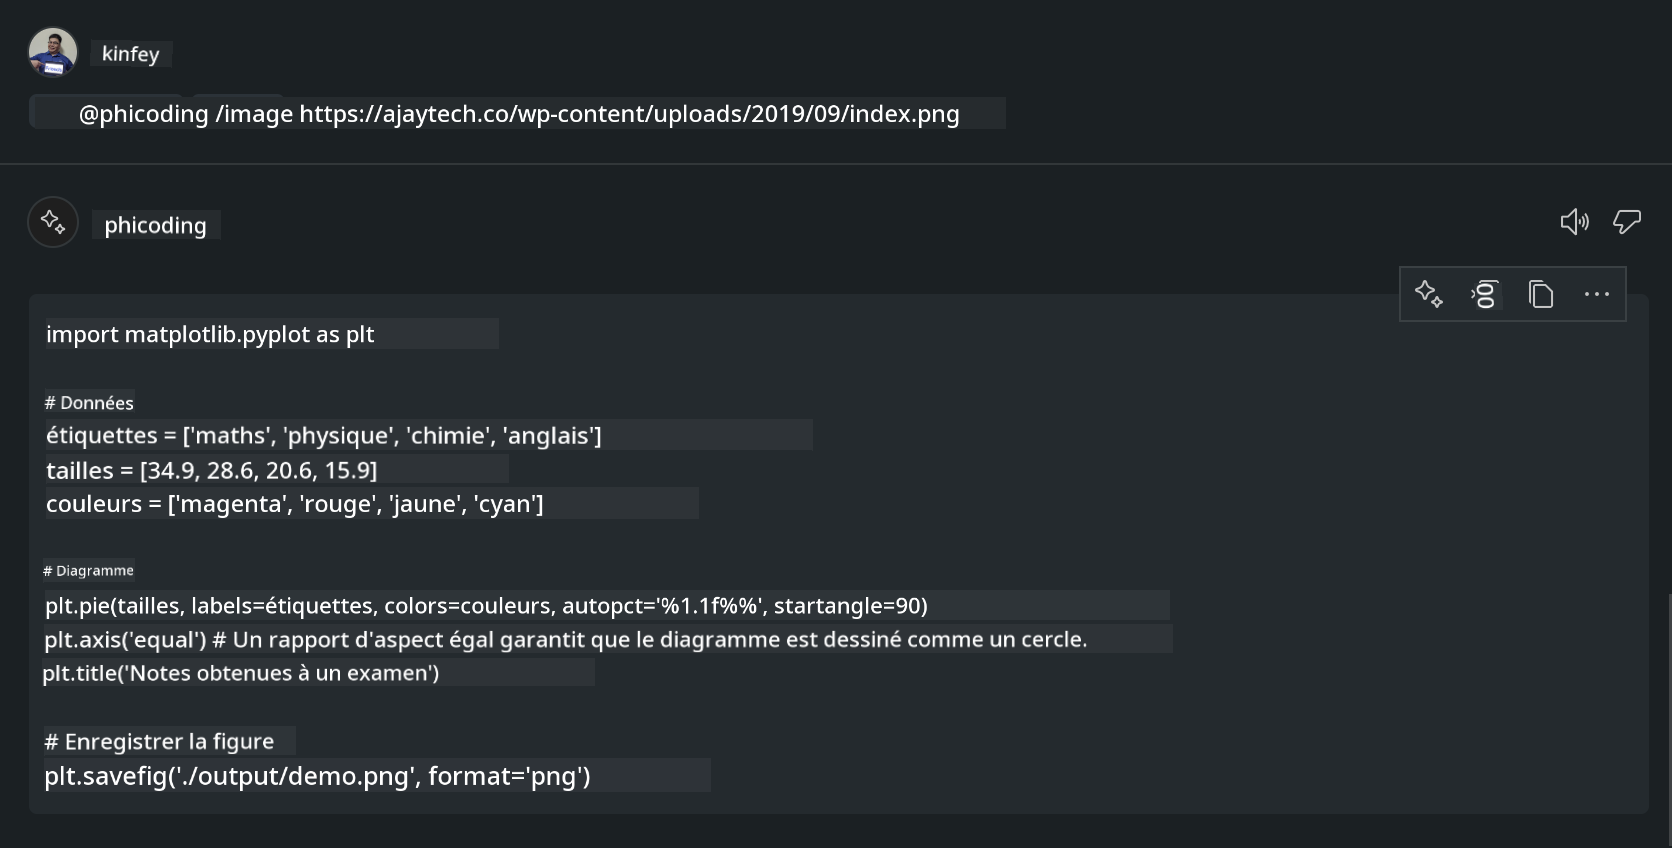 kinfey
@phicoding /image https://ajaytech.co/wp-content/uploads/2019/09/index.png
phicoding
import matplotlib.pyplot as plt
# Données
étiquettes = ['maths', 'physique', 'chimie', 'anglais']
tailles = [34.9, 28.6, 20.6, 15.9]
couleurs = ['magenta', 'rouge', 'jaune', 'cyan']
# Diagramme
plt.pie(tailles, labels=étiquettes, colors=couleurs, autopct='%1.1f%%', startangle=90)
plt.axis('equal') # Un rapport d'aspect égal garantit que le diagramme est dessiné comme un cercle.
plt.title('Notes obtenues à un examen')
# Enregistrer la figure
plt.savefig('./output/demo.png', format='png')